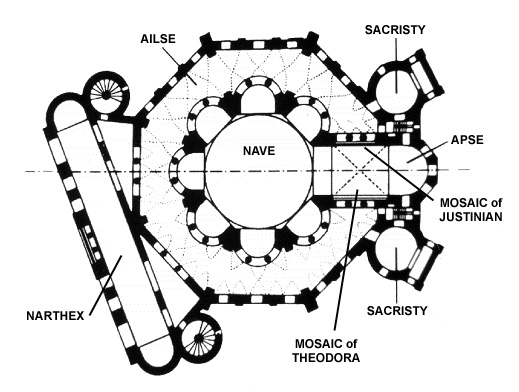 AILSE
SACRISTY
NAVE
APSE
MOSAIC of
JUSTINIAN
NARTHEX
SACRISTY
MOSAIC of
THEODORA